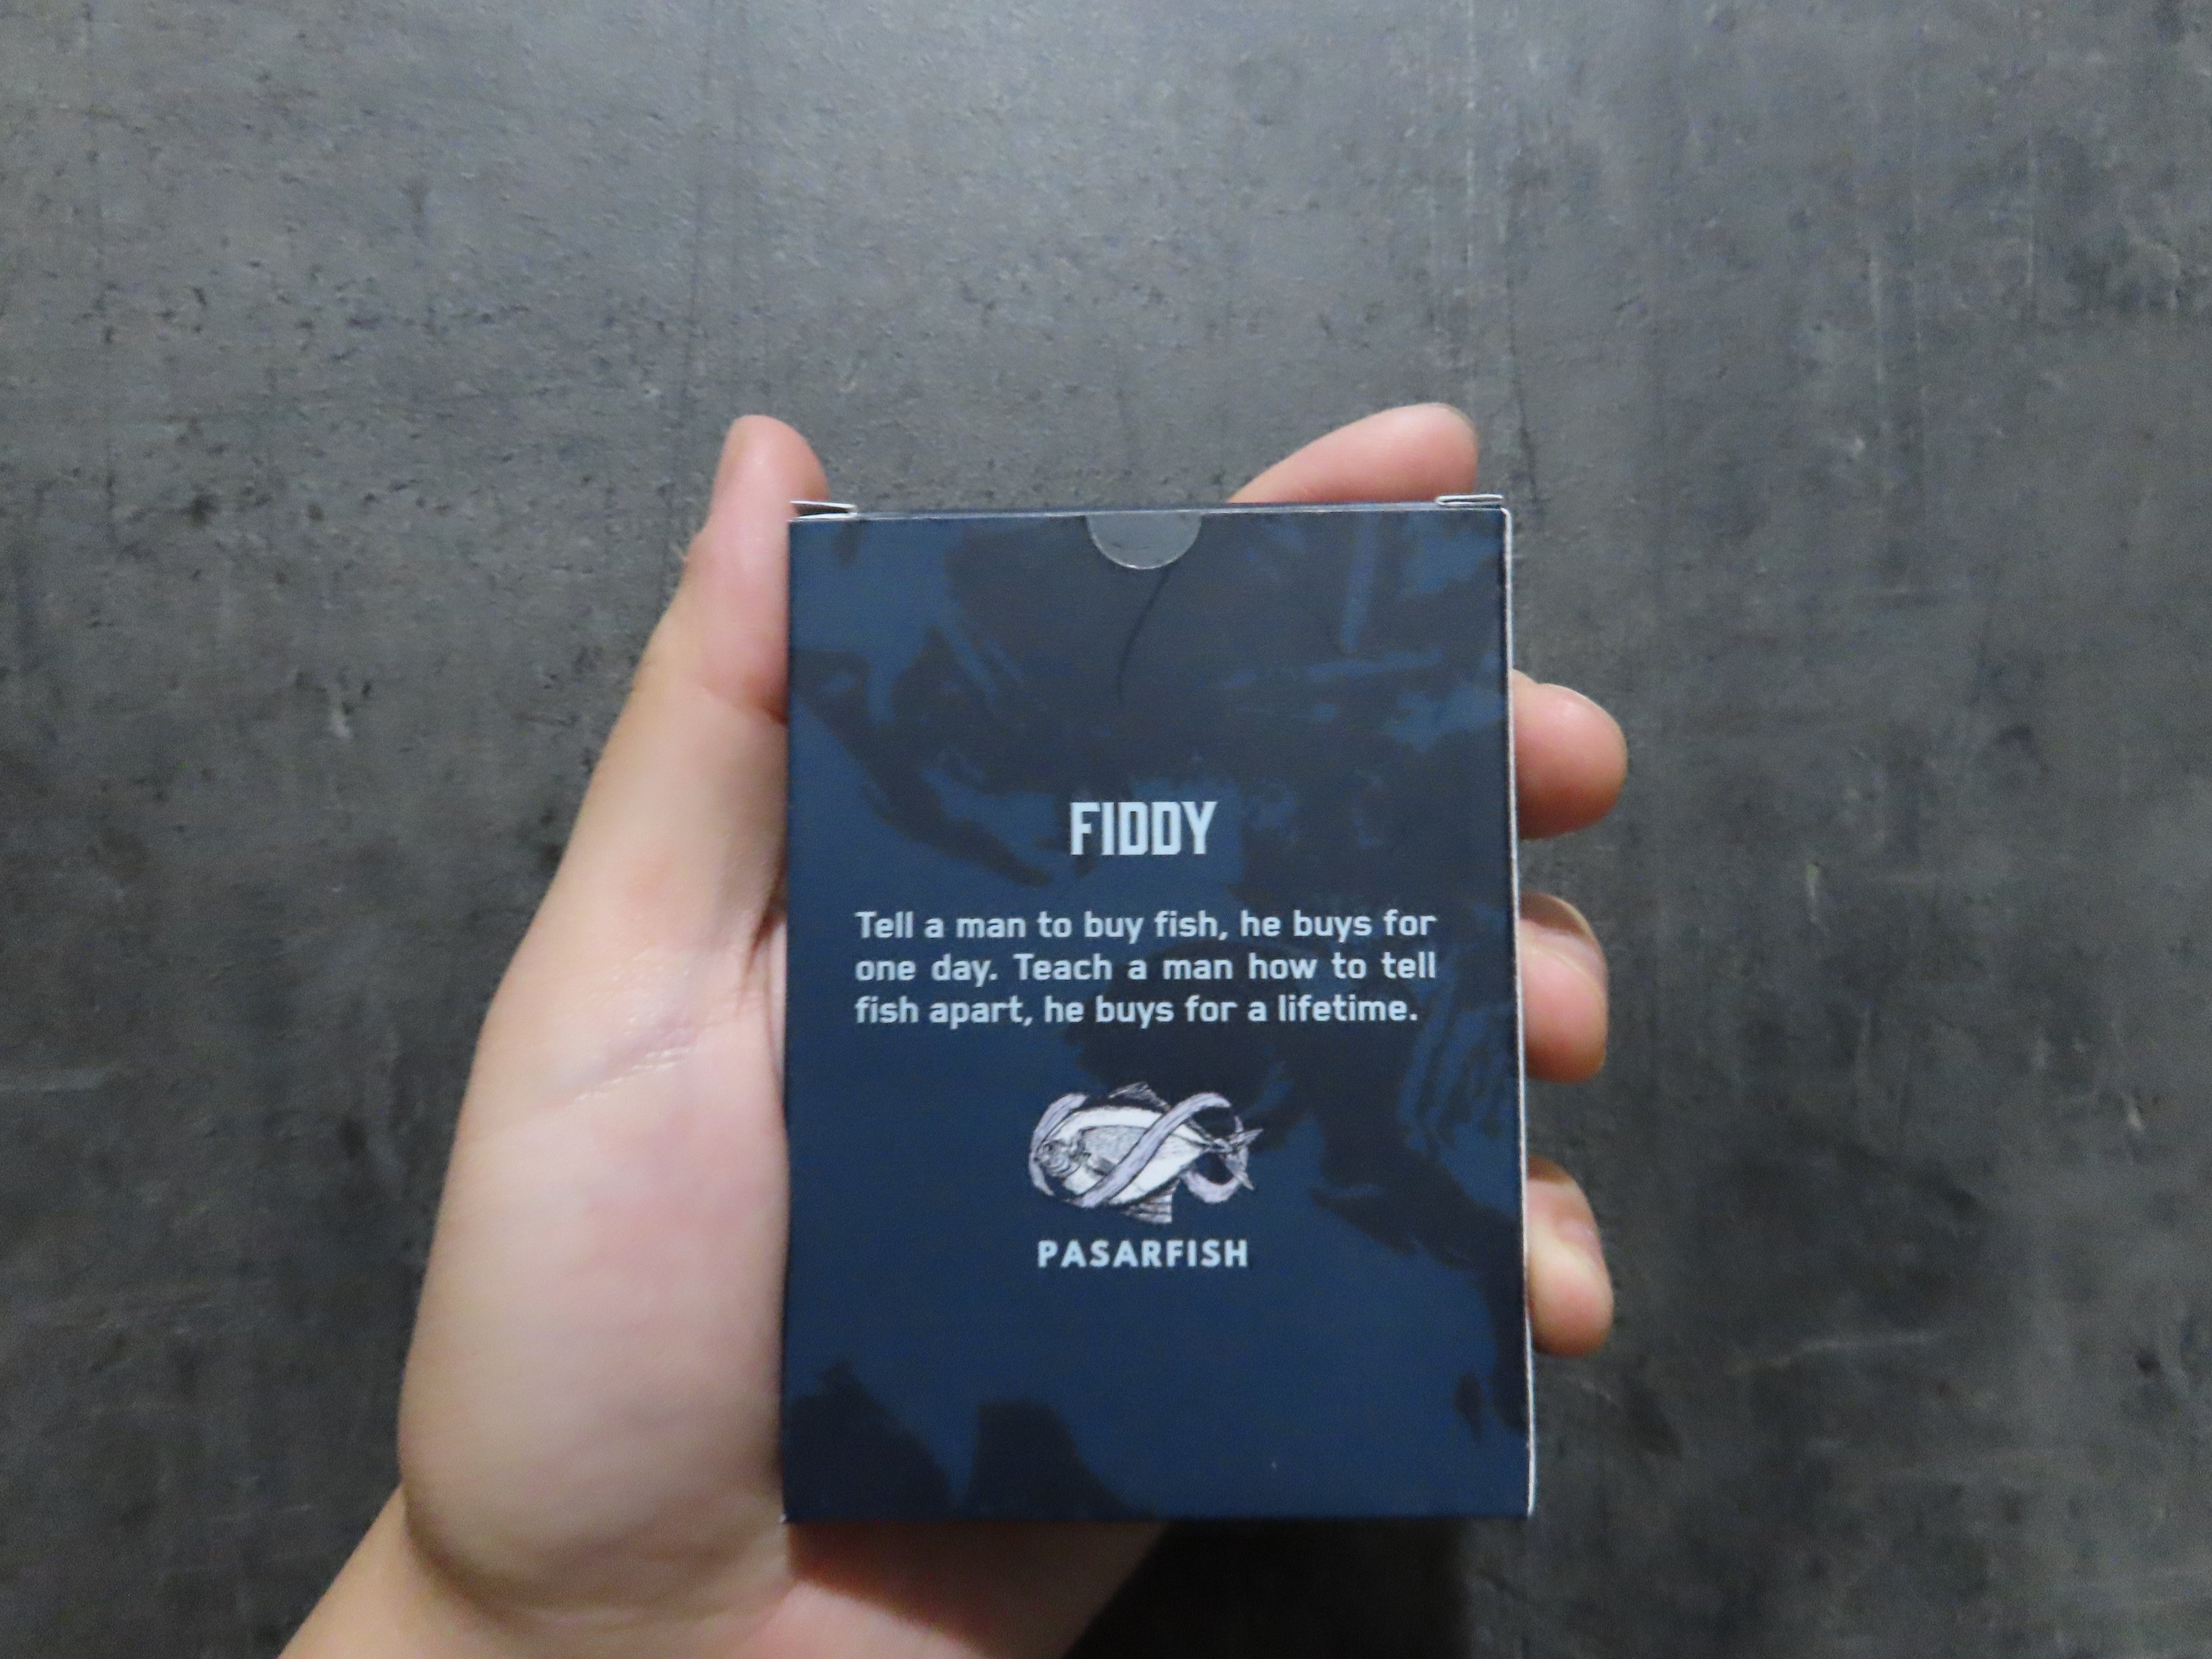 FIDDY
Tell a man to buy fish, he buys for
one day. Teach a man how to tell
fish apart, he buys for a lifetime.
PASARFISH